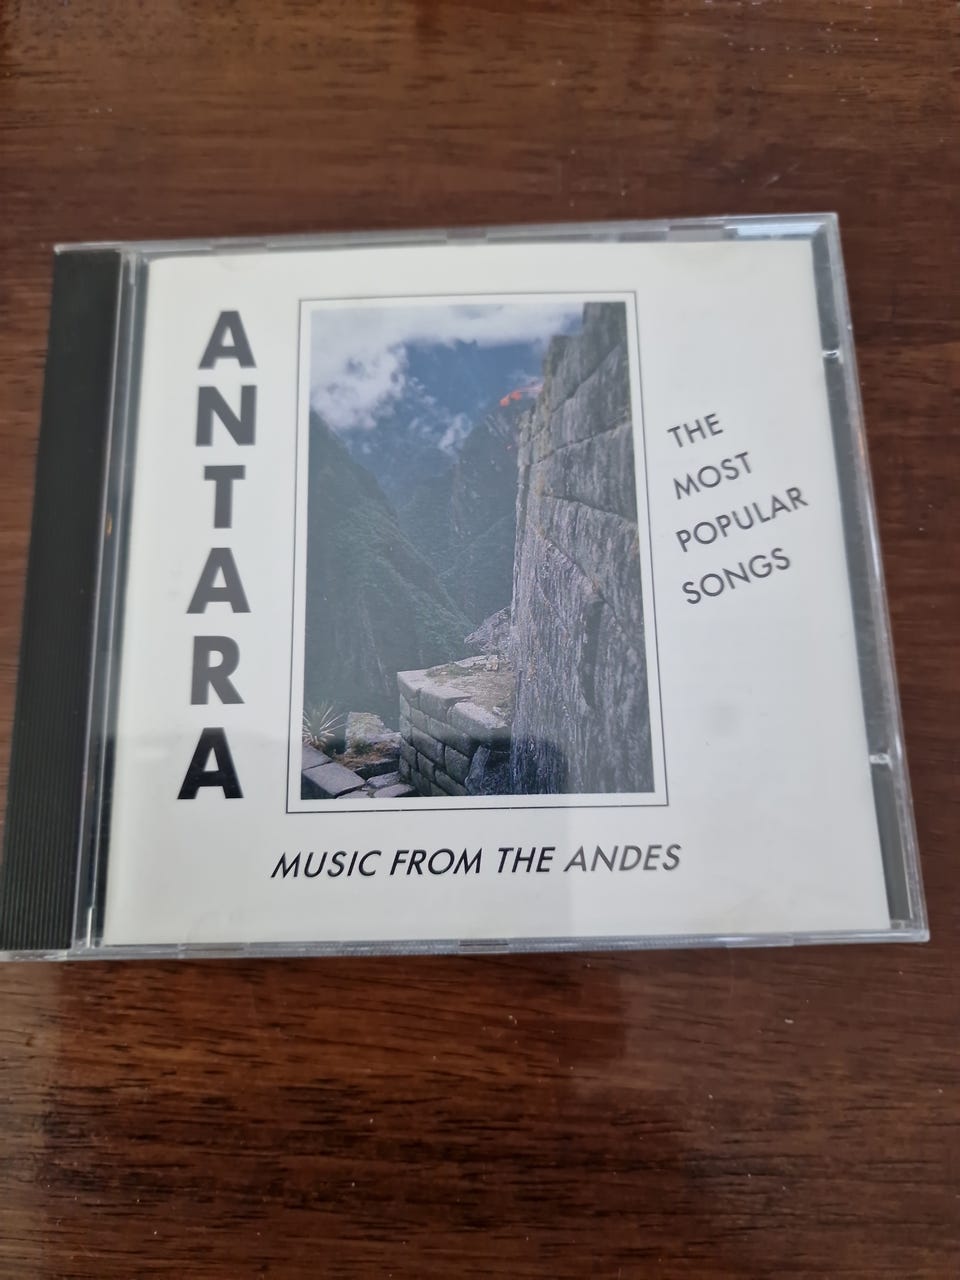 ANTARA
THE
MOST
POPULAR
SONGS
MUSIC FROM THE ANDES